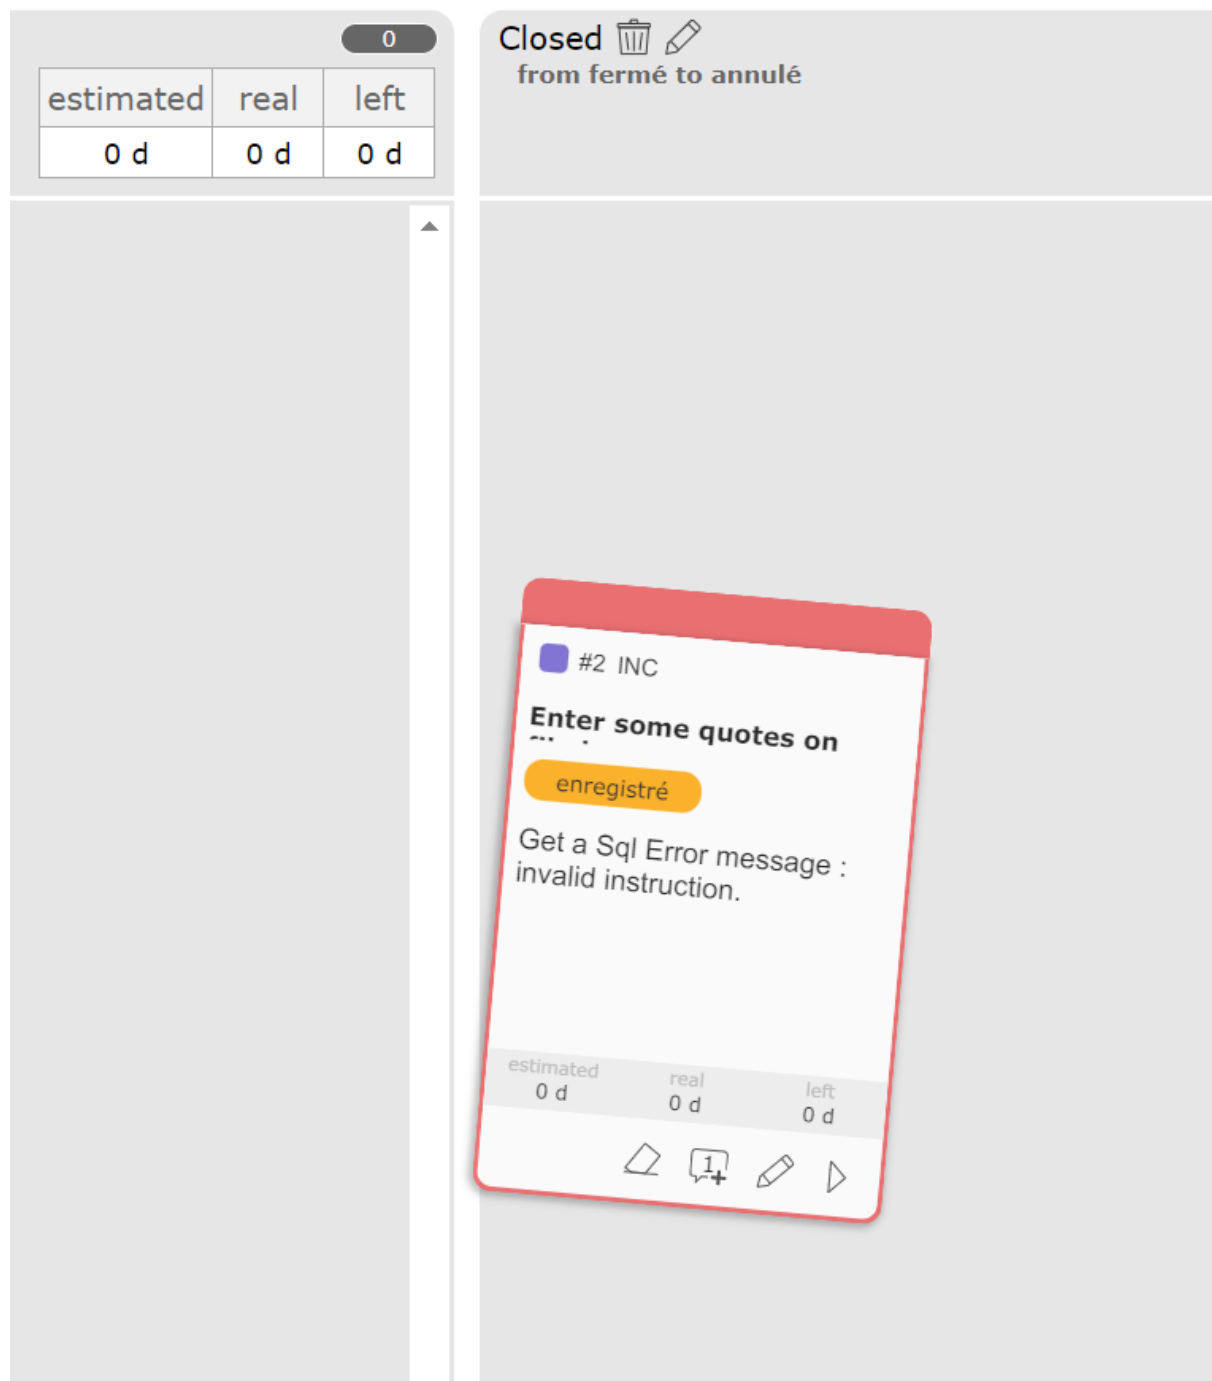 0
estimated real left
0 d 0 d 0 d
Closed
from fermé to annulé
#2 INC
Enter some quotes on
enregistré
Get a Sql Error message :
invalid instruction.
estimated real left
0 d 0 d 0 d
1